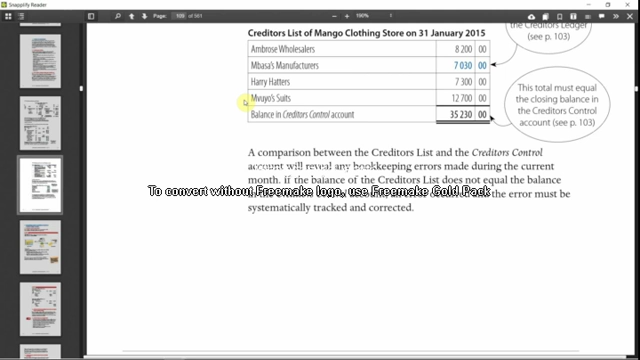 Snapplify Reader
of 561
190%
the Creditors Ledger
(see p. 103)
Creditors List of Mango Clothing Store on 31 January 2015
Ambrose Wholesalers 8 200 00
Mbasa's Manufacturers 7 030 00
Harry Hatters 7 300 00
Mvuyo's Suits 12 700 00
Balance in Creditors Control account 35 230 00
This total must equal
the closing balance in
the Creditors Control
account (see p. 103)
A comparison between the Creditors List and the Creditors Control
account will reveal any bookkeeping errors made during the current
month. if the balance of the Creditors List does not equal the balance
To convert without Freemake logo, use Freemake Gold Pack
the error must be
systematically tracked and corrected.